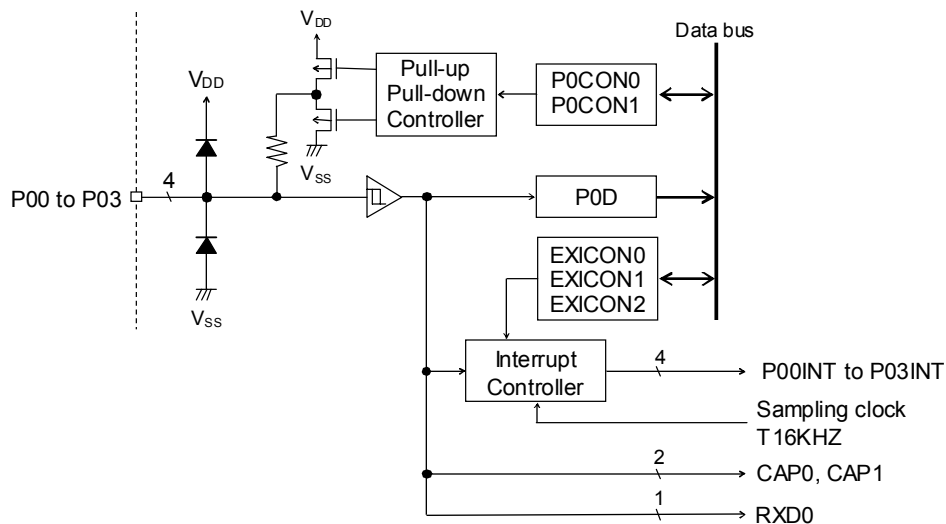 VDD
Data bus
VDD
Pull-up
Pull-down
Controller
P0CON0
P0CON1
VSS
P00 to P03
4
P0D
EXICON0
EXICON1
EXICON2
VSS
Interrupt
Controller
4
P00INT to P03INT
Sampling clock
T16KHZ
2
CAP0, CAP1
1
RXD0